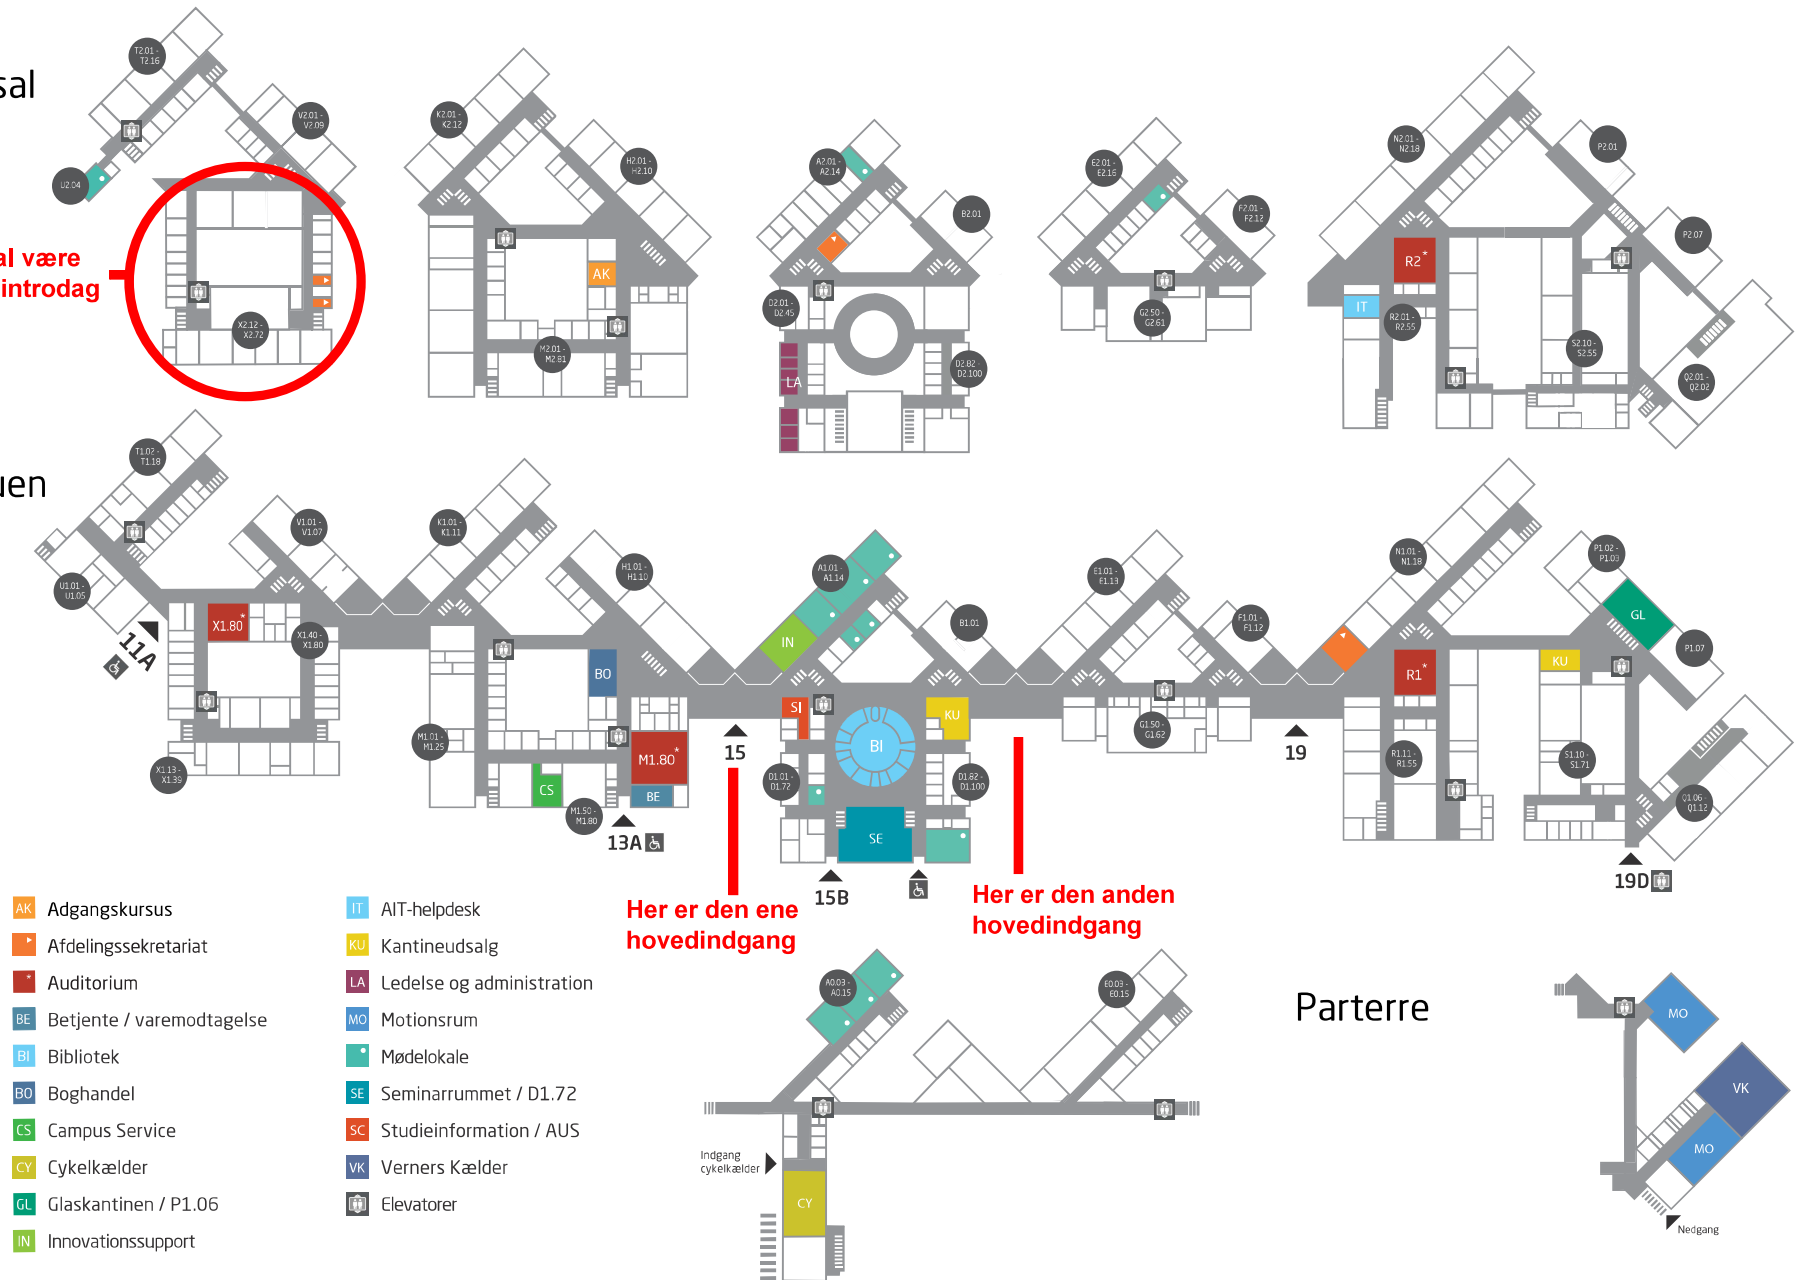 sal
T2.01 -
T2.16
V2.01 -
V2.09
U2.04
X2.12 -
X2.72
al være
introdag
K2.01 -
K2.12
H2.01 -
H2.10
AK
M2.01 -
M2.81
A2.01 -
A2.14
B2.01
D2.01 -
D2.45
D2.82 -
D2.100
LA
E2.01 -
E2.16
F2.01 -
F2.12
G2.50 -
G2.61
N2.01 -
N2.18
P2.01
P2.07
R2*
IT
R2.01 -
R2.55
S2.10 -
S2.55
Q2.01 -
Q2.02
uen
T1.02 -
T1.18
V1.01 -
V1.07
U1.01 -
U1.05
11A
X1.80*
X1.40 -
X1.80
X1.13 -
X1.39
K1.01 -
K1.11
H1.01 -
H1.10
BO
M1.01 -
M1.25
M1.80*
CS
BE
M1.50 -
M1.80
13A
15
A1.01 -
A1.14
IN
B1.01
SI
BI
KU
D1.01 -
D1.72
D1.82 -
D1.100
SE
15B
E1.01 -
E1.13
F1.01 -
F1.12
G1.50 -
G1.62
19
N1.01 -
N1.18
P1.02 -
P1.03
GL
P1.07
R1*
KU
R1.11 -
R1.55
S1.10 -
S1.71
Q1.06 -
Q1.12
19D
Her er den ene
hovedindgang
Her er den anden
hovedindgang
AK Adgangskursus
Afdelingssekretariat
* Auditorium
BE Betjente / varemodtagelse
BI Bibliotek
BO Boghandel
CS Campus Service
CY Cykelkælder
GL Glaskantinen / P1.06
IN Innovationssupport
IT AIT-helpdesk
KU Kantineudsalg
LA Ledelse og administration
MO Motionsrum
Mødelokale
SE Seminarrummet / D1.72
SC Studieinformation / AUS
VK Verners Kælder
Elevatorer
A0.03 -
A0.15
E0.03 -
E0.15
Indgang
cykelkælder
CY
Parterre
MO
VK
MO
Nedgang